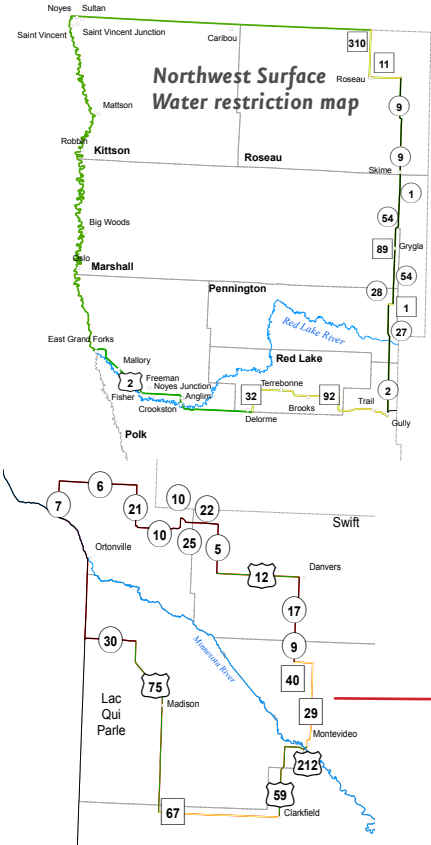 Noyes Sultan
Saint Vincent Saint Vincent Junction
Caribou
310
11
Northwest Surface
Water restriction map
Roseau
9
Mattson
Robbin
Kittson
Roseau
9
Skime
1
54
Big Woods
89
Grygla
Oslo
Marshall
54
Pennington
28
1
Red Lake River
27
East Grand Forks
Mallory
Red Lake
2
Freeman
Noyes Junction
Terrebonne
2
Fisher
Anglim
32
92
Trail
Crookston
Brooks
Delorme
Gully
Polk
6
10
7
21
22
Swift
10
25
5
Ortonville
12
Danvers
17
30
9
Minnesota River
40
75
Lac
Qui
Parle
Madison
29
Montevideo
212
59
67
Clarkfield